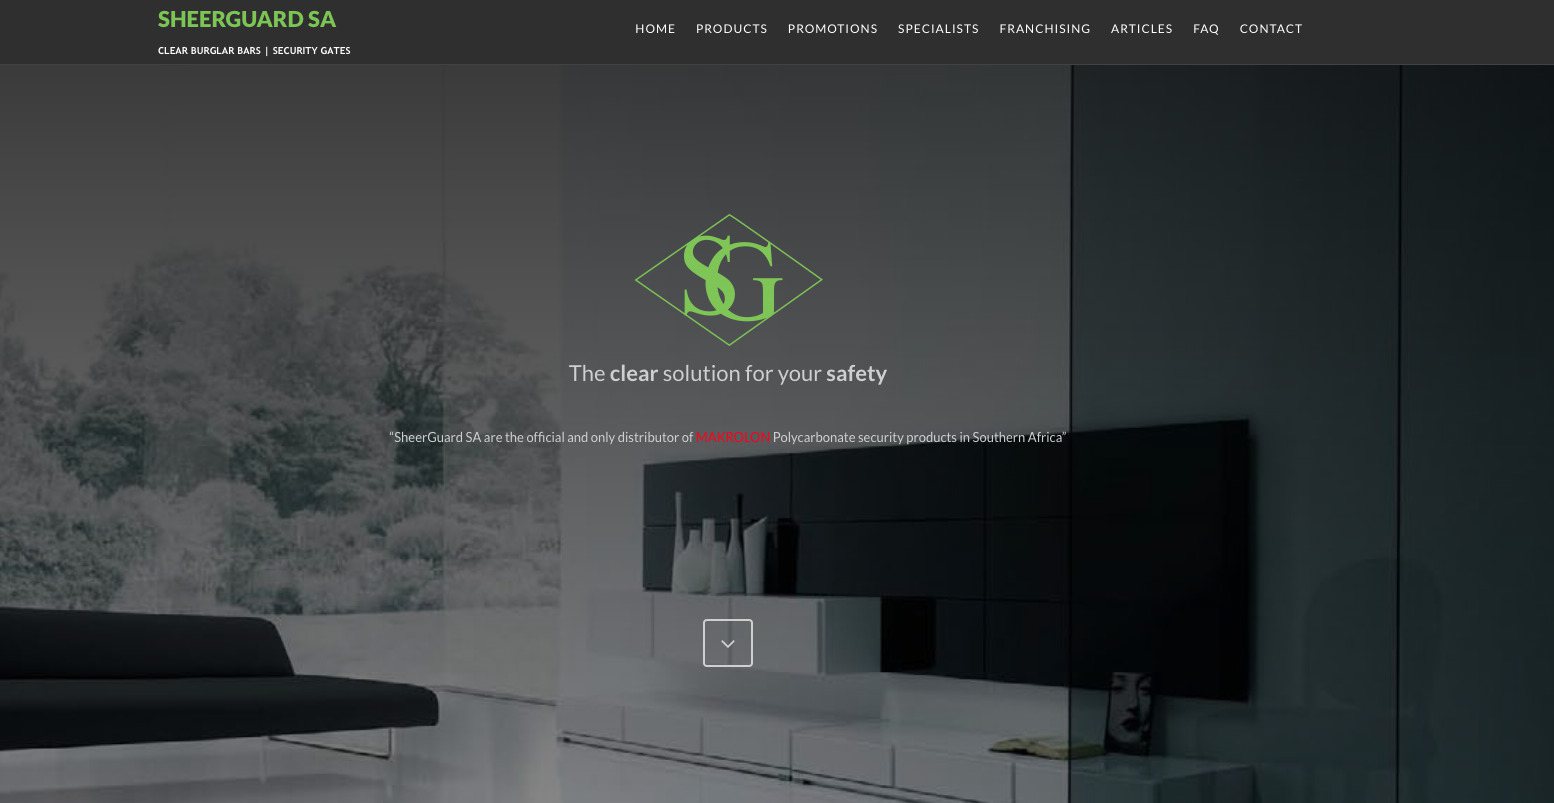 SHEERGUARD SA
CLEAR BURGLAR BARS | SECURITY GATES
HOME PRODUCTS PROMOTIONS SPECIALISTS FRANCHISING ARTICLES FAQ CONTACT
SG
The clear solution for your safety
"SheerGuard SA are the official and only distributor of MAKROLON Polycarbonate security products in Southern Africa"